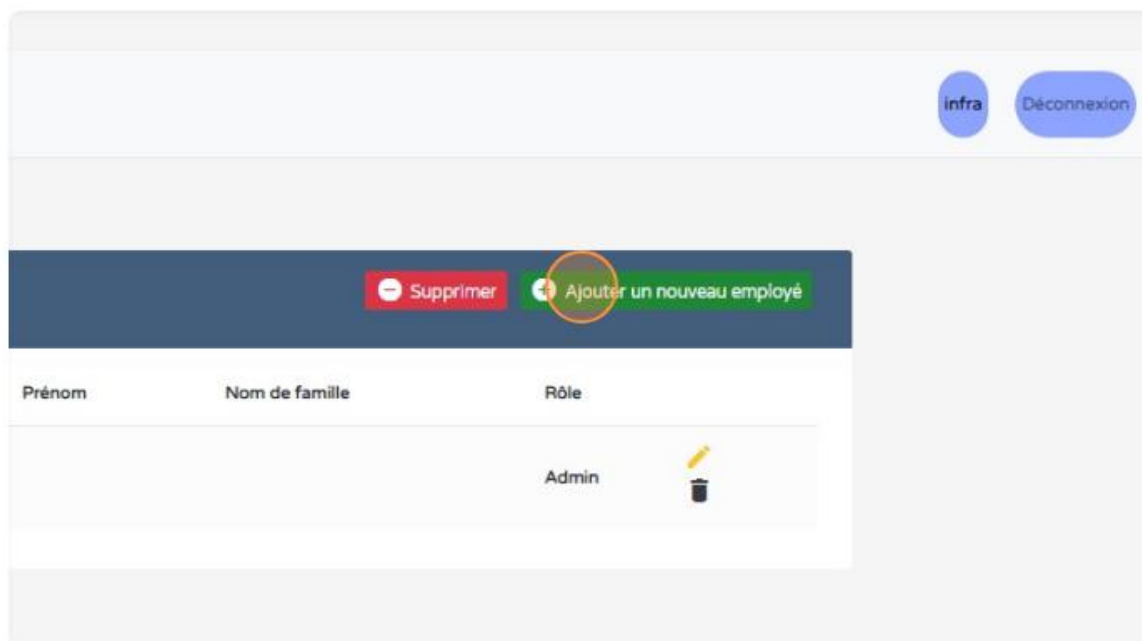 infra Déconnexion
Supprimer Ajouter un nouveau employé
Prénom Nom de famille Rôle
Admin